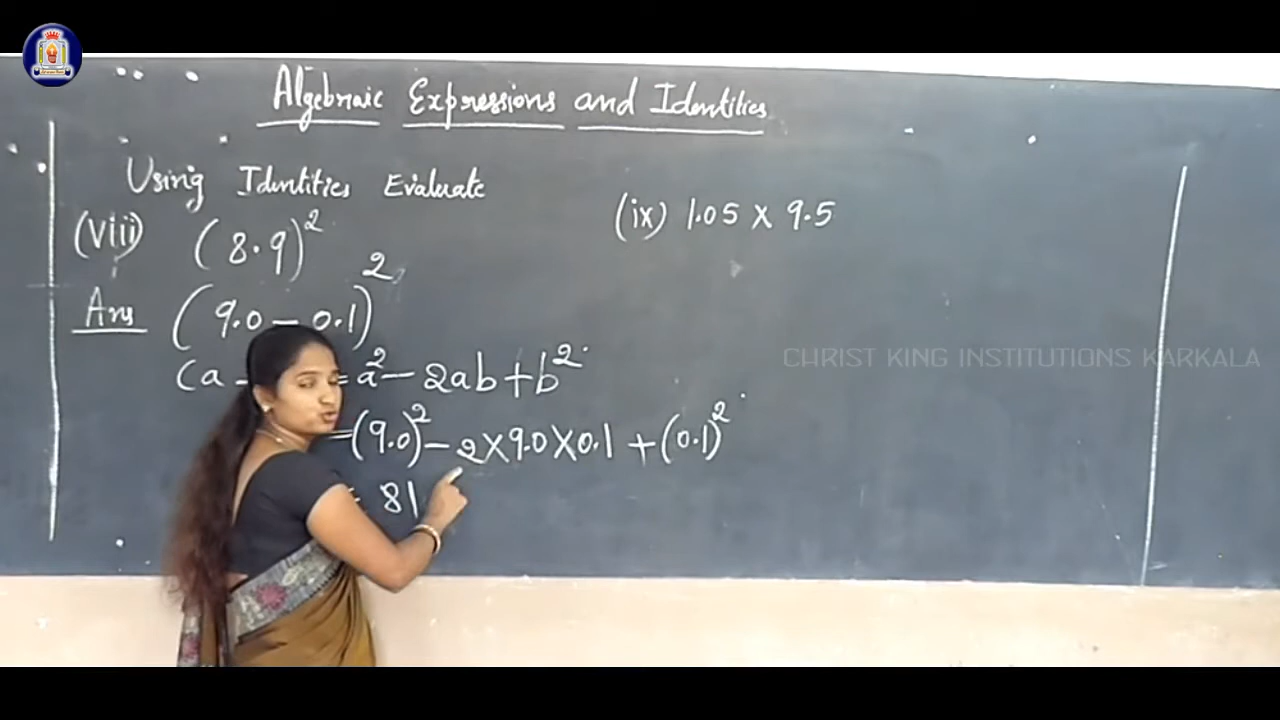 Algebraic Expressions and Identities
Using Identities Evaluate
(viii) (8.9)²
Ans (9.0 - 0.1)²
(a - = a² - 2ab + b²
= (9.0)² - 2 × 9.0 × 0.1 + (0.1)²
= 81
(ix) 1.05 × 9.5
CHRIST KING INSTITUTIONS KARKALA